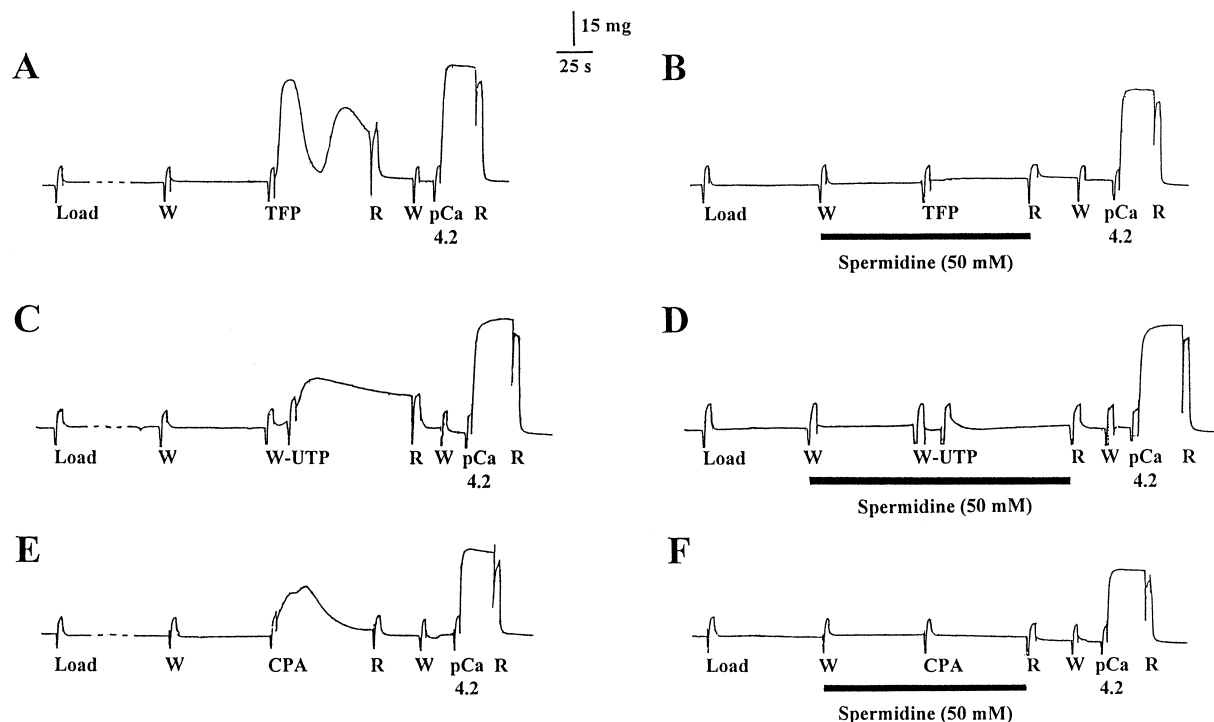 15 mg
25 s
A
Load W TFP R W pCa R
4.2
B
Load W TFP R W pCa R
4.2
Spermidine (50 mM)
C
Load W W-UTP R W pCa R
4.2
D
Load W W-UTP R W pCa R
4.2
Spermidine (50 mM)
E
Load W CPA R W pCa R
4.2
F
Load W CPA R W pCa R
4.2
Spermidine (50 mM)